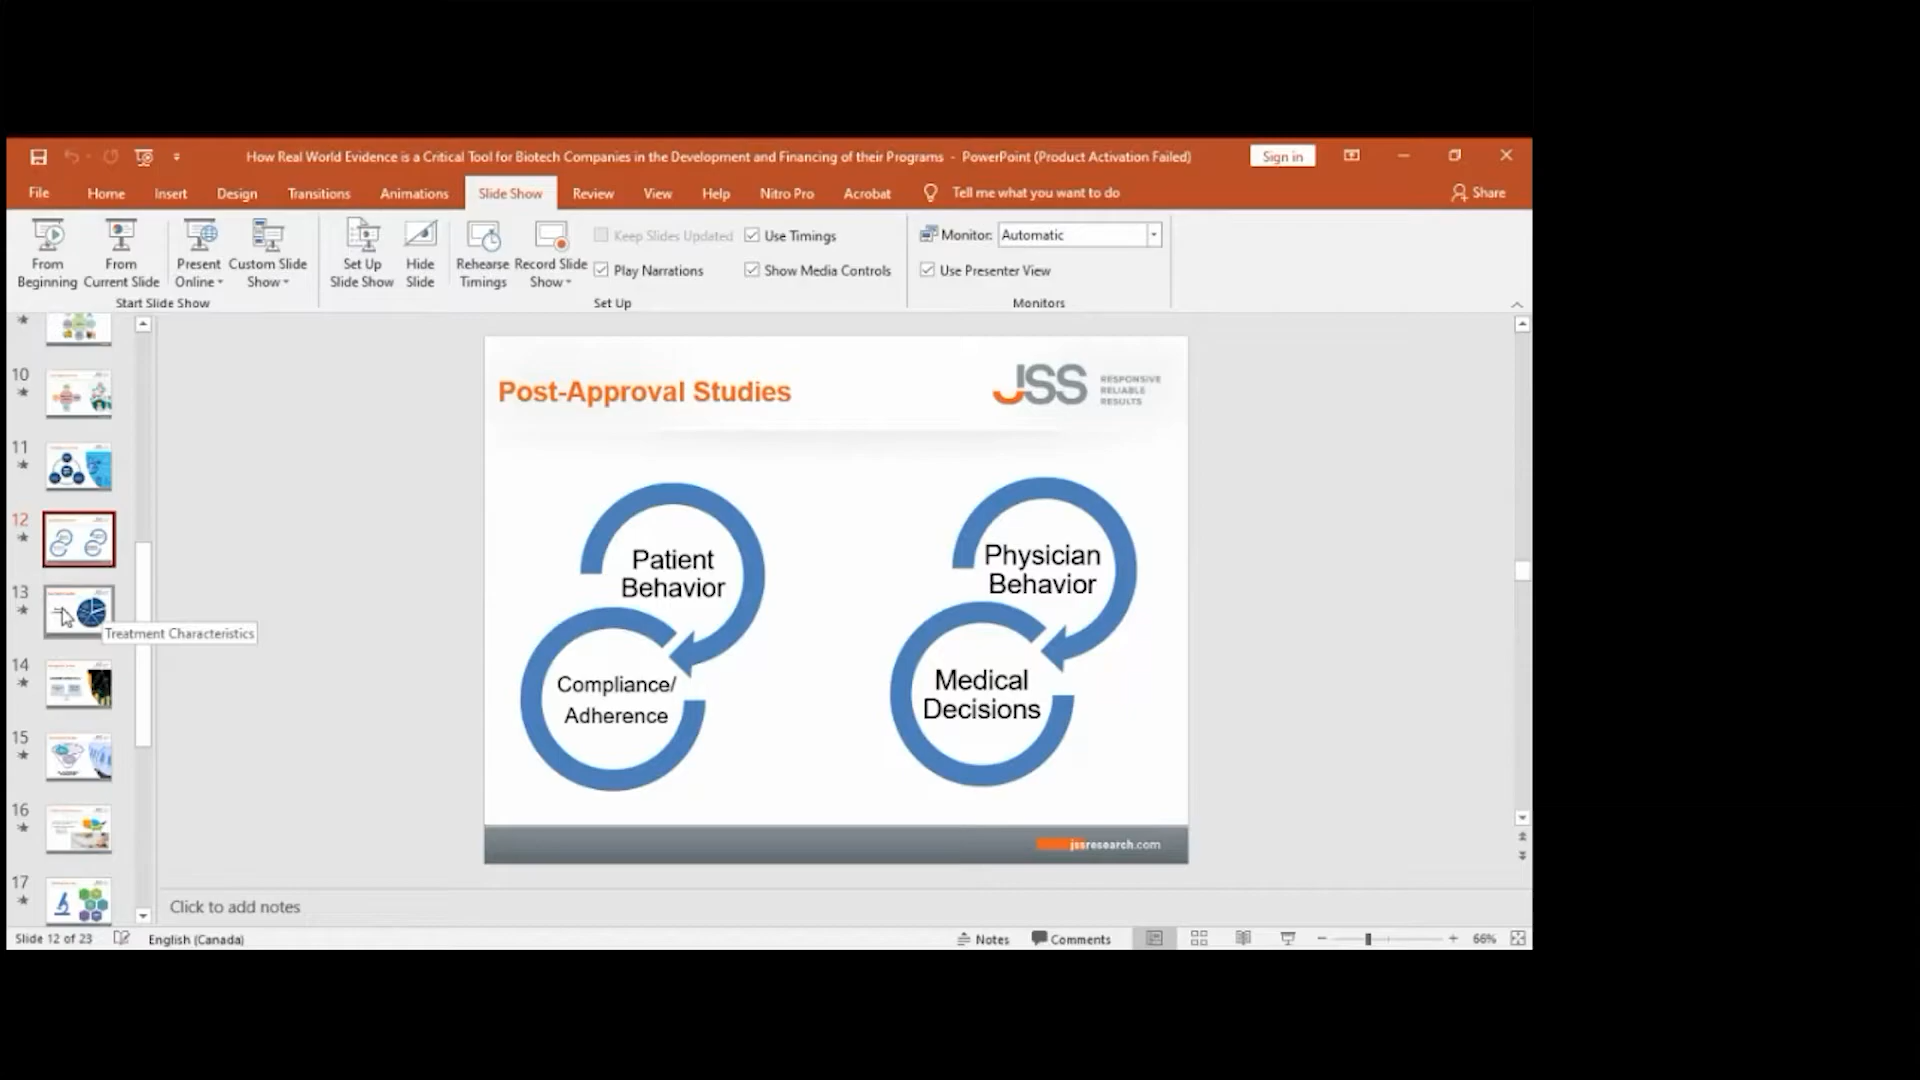 How Real World Evidence is a Critical Tool for Biotech Companies in the Development and Financing of their Programs - PowerPoint (Product Activation Failed)
Sign in
File Home Insert Design Transitions Animations Slide Show Review View Help Nitro Pro Acrobat Tell me what you want to do Share
From Beginning
From Current Slide
Present Online
Custom Slide Show
Start Slide Show
Set Up Slide Show
Hide Slide
Rehearse Timings
Record Slide Show
Keep Slides Updated
Play Narrations
Use Timings
Show Media Controls
Set Up
Monitor: Automatic
Use Presenter View
Monitors
10
11
12
13
Treatment Characteristics
14
15
16
17
Post-Approval Studies
JSS
RESPONSIVE
RELIABLE
RESULTS
Patient
Behavior
Compliance/
Adherence
Physician
Behavior
Medical
Decisions
jssresearch.com
Click to add notes
Slide 12 of 23
English (Canada)
Notes
Comments
66%